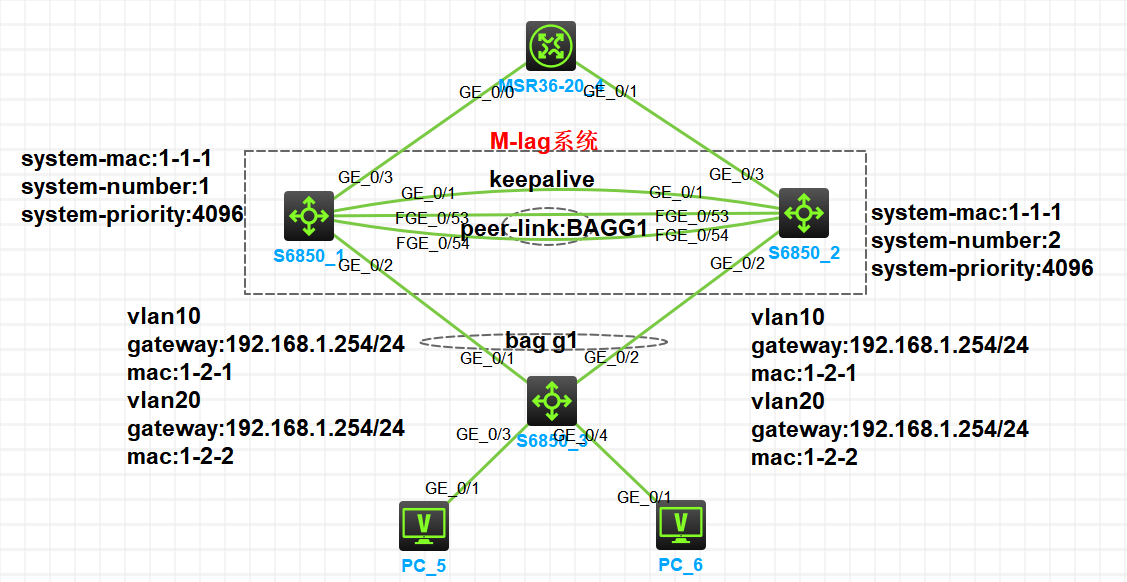 GE_0/0
MSR36-20_4
GE_0/1
M-lag系统
system-mac:1-1-1
system-number:1
system-priority:4096
GE_0/3
keepalive
GE_0/3
GE_0/1
GE_0/1
FGE_0/53
FGE_0/53
peer-link:BAGG1
FGE_0/54
FGE_0/54
S6850_1
S6850_2
GE_0/2
GE_0/2
system-mac:1-1-1
system-number:2
system-priority:4096
vlan10
gateway:192.168.1.254/24
mac:1-2-1
vlan20
gateway:192.168.1.254/24
mac:1-2-2
bag g1
GE_0/1
GE_0/2
vlan10
gateway:192.168.1.254/24
mac:1-2-1
vlan20
gateway:192.168.1.254/24
mac:1-2-2
GE_0/3
S6850_3
GE_0/4
GE_0/1
GE_0/1
PC_5
PC_6